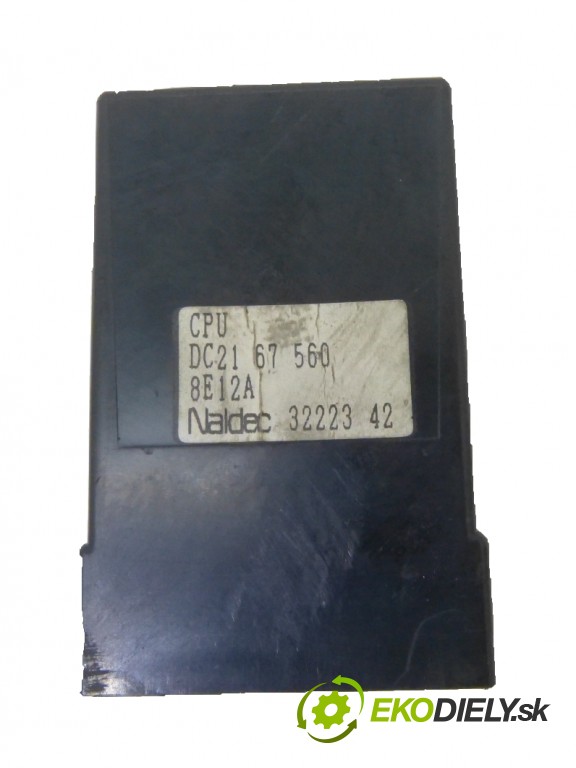 CPU
DC21 67 560
8E12A
Naldec 32223 42
EKODIELY.sk